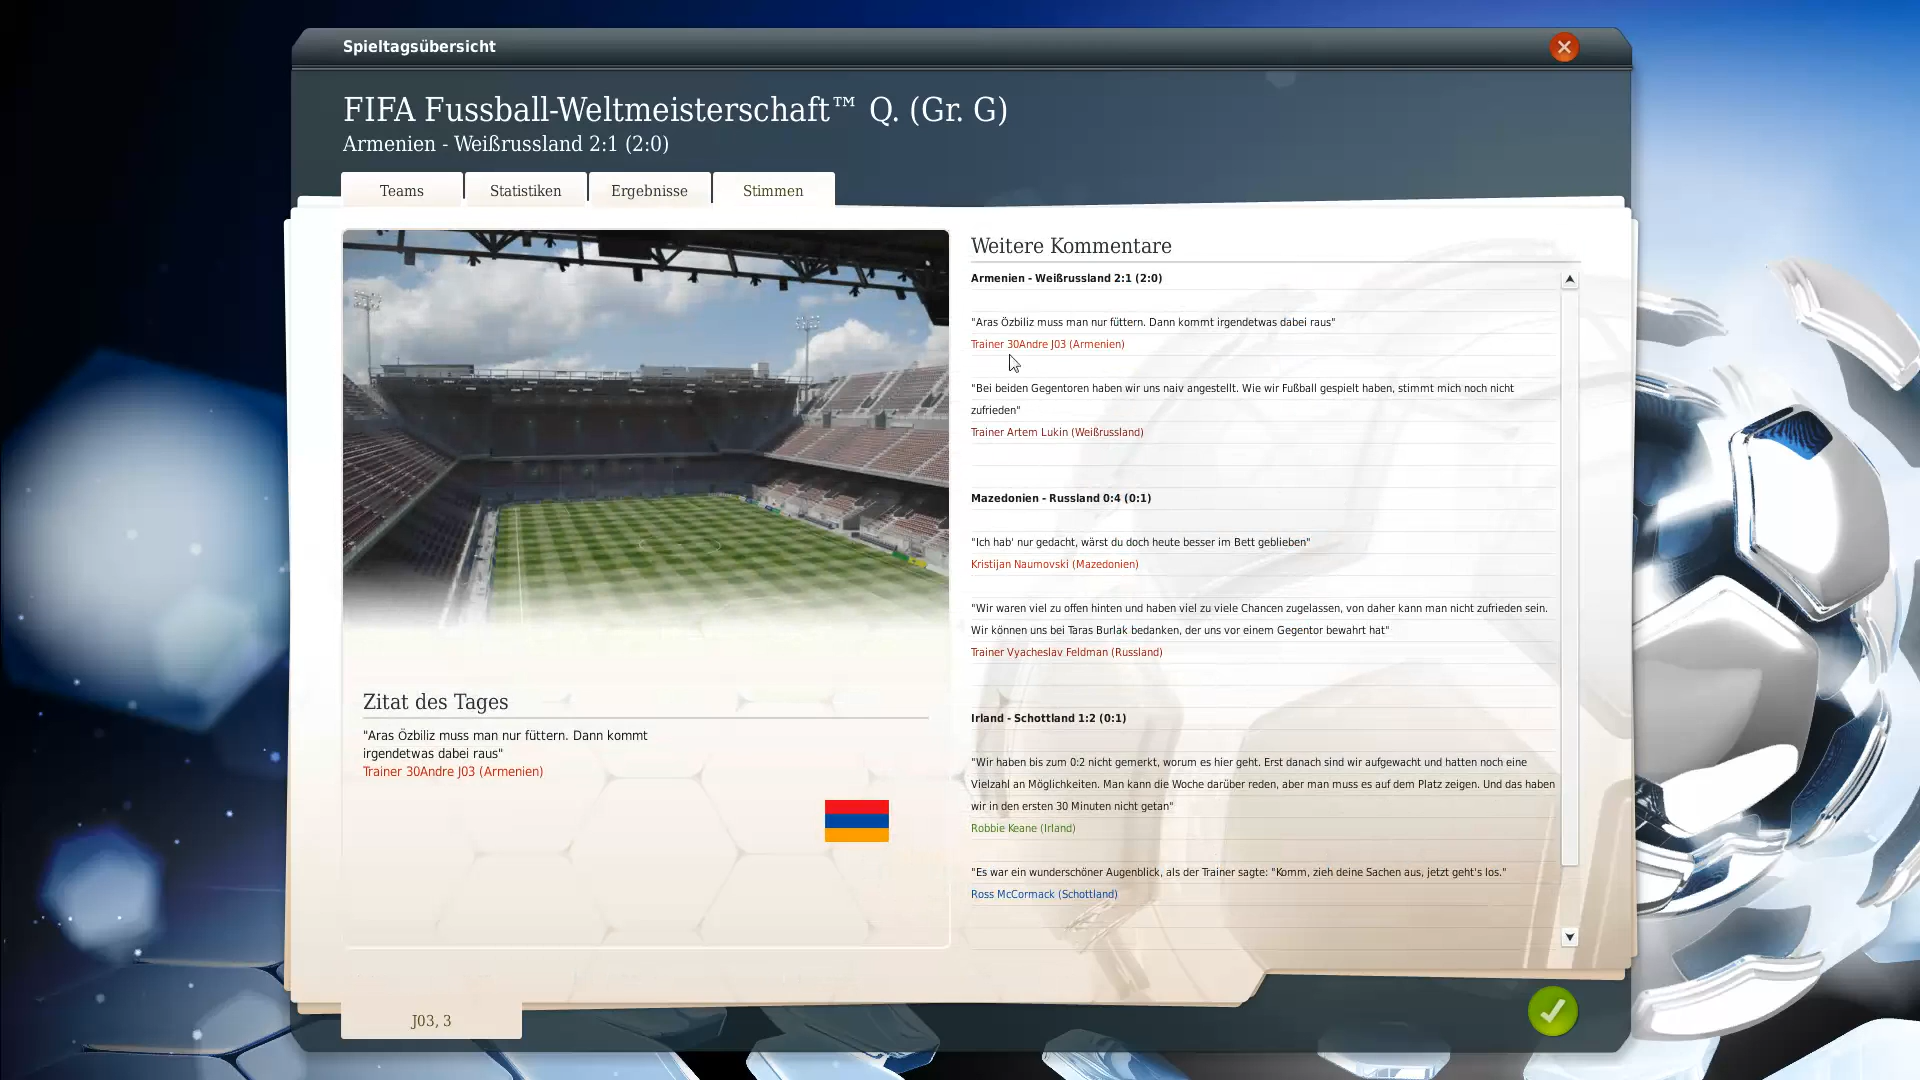 Spieltagsübersicht
FIFA Fussball-Weltmeisterschaft™ Q. (Gr. G)
Armenien - Weißrussland 2:1 (2:0)
Teams
Statistiken
Ergebnisse
Stimmen
Zitat des Tages
"Aras Özbiliz muss man nur füttern. Dann kommt
irgendetwas dabei raus"
Trainer 30Andre J03 (Armenien)
Weitere Kommentare
Armenien - Weißrussland 2:1 (2:0)
"Aras Özbiliz muss man nur füttern. Dann kommt irgendetwas dabei raus"
Trainer 30Andre J03 (Armenien)
"Bei beiden Gegentoren haben wir uns naiv angestellt. Wie wir Fußball gespielt haben, stimmt mich noch nicht
zufrieden"
Trainer Artem Lukin (Weißrussland)
Mazedonien - Russland 0:4 (0:1)
"Ich hab' nur gedacht, wärst du doch heute besser im Bett geblieben"
Kristijan Naumovski (Mazedonien)
"Wir waren viel zu offen hinten und haben viel zu viele Chancen zugelassen, von daher kann man nicht zufrieden sein.
Wir können uns bei Taras Burlak bedanken, der uns vor einem Gegentor bewahrt hat"
Trainer Vyacheslav Feldman (Russland)
Irland - Schottland 1:2 (0:1)
"Wir haben bis zum 0:2 nicht gemerkt, worum es hier geht. Erst danach sind wir aufgewacht und hatten noch eine
Vielzahl an Möglichkeiten. Man kann die Woche darüber reden, aber man muss es auf dem Platz zeigen. Und das haben
wir in den ersten 30 Minuten nicht getan"
Robbie Keane (Irland)
"Es war ein wunderschöner Augenblick, als der Trainer sagte: "Komm, zieh deine Sachen aus, jetzt geht's los."
Ross McCormack (Schottland)
J03, 3